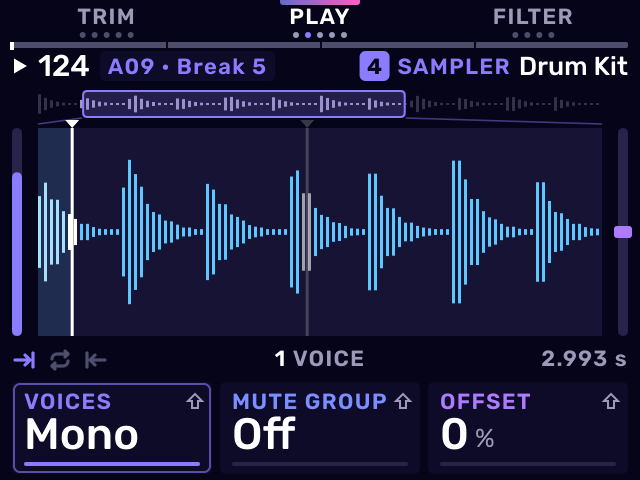 TRIM PLAY FILTER
124 A09 • Break 5 4 SAMPLER Drum Kit
1 VOICE 2.993 s
VOICES MUTE GROUP OFFSET
Mono Off 0 %